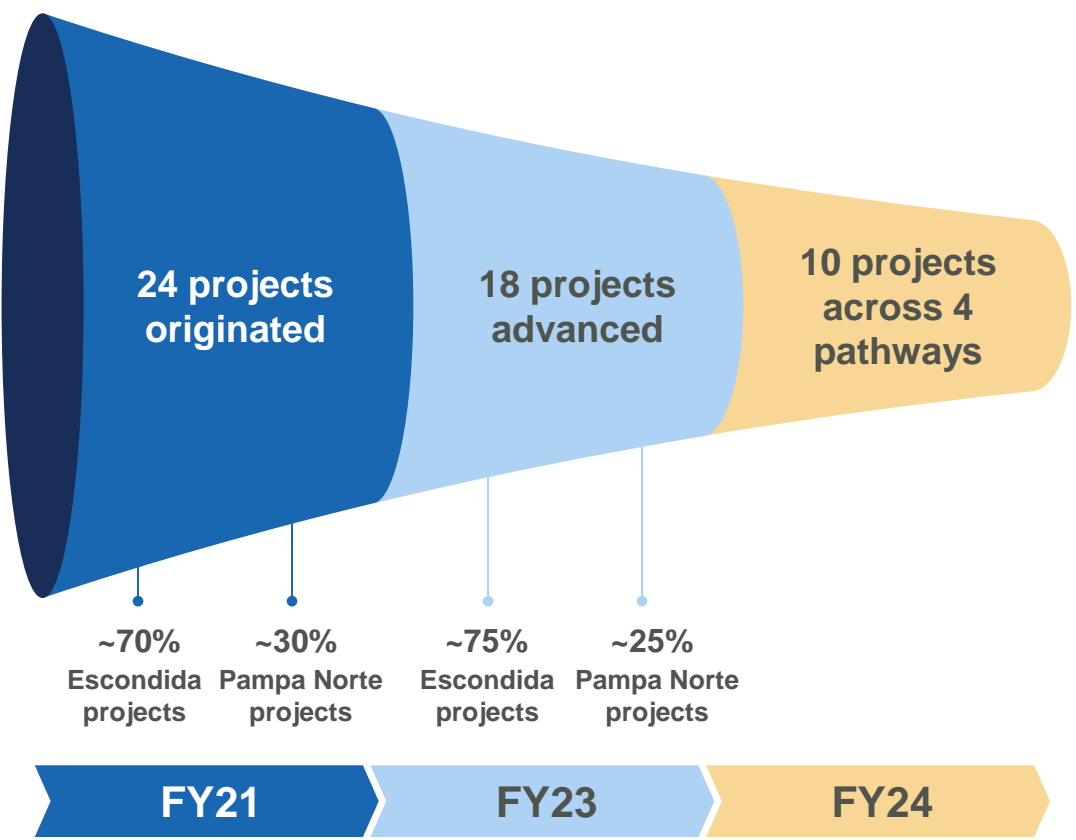 24 projects
originated
18 projects
advanced
10 projects
across 4
pathways
~70%
Escondida
projects
~30%
Pampa Norte
projects
~75%
Escondida
projects
~25%
Pampa Norte
projects
FY21
FY23
FY24